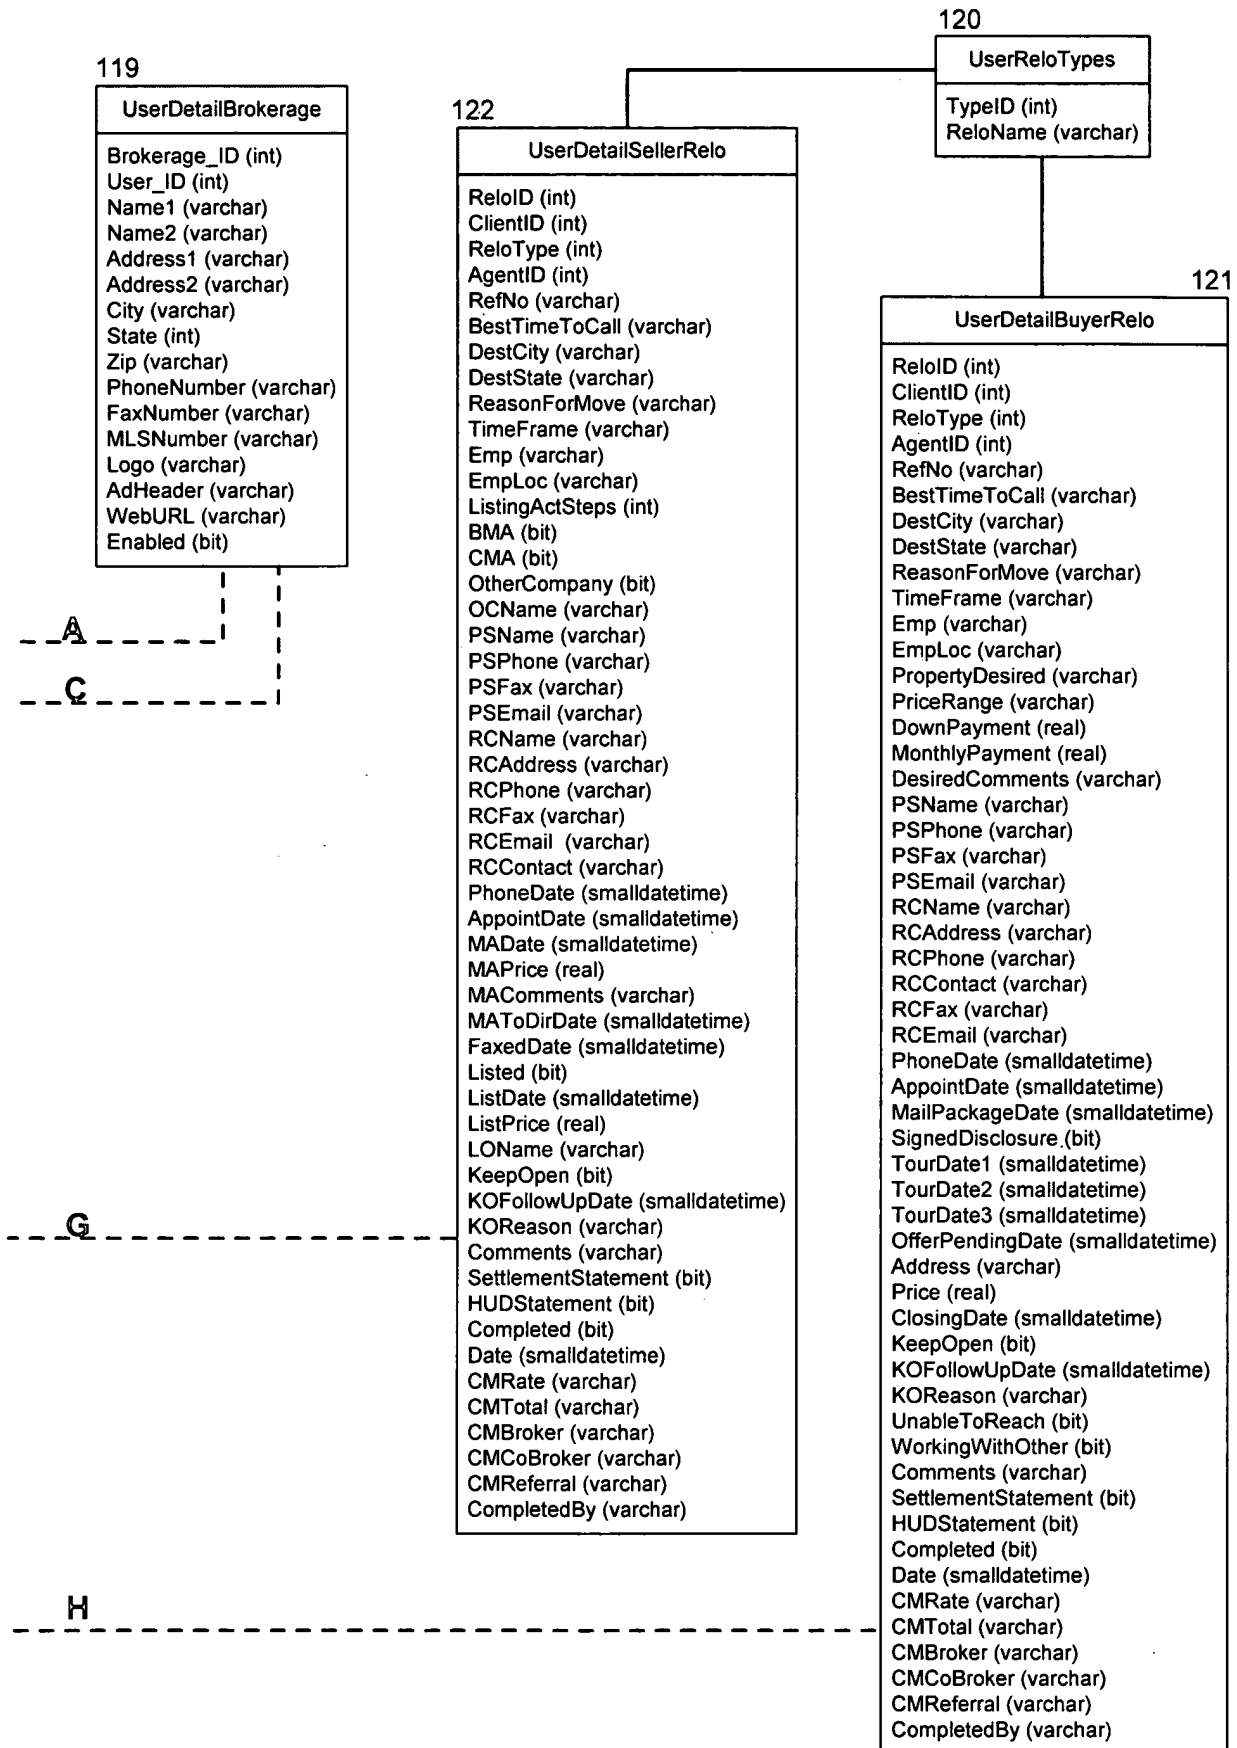 119
UserDetailBrokerage
Brokerage_ID (int)
User_ID (int)
Name1 (varchar)
Name2 (varchar)
Address1 (varchar)
Address2 (varchar)
City (varchar)
State (int)
Zip (varchar)
PhoneNumber (varchar)
FaxNumber (varchar)
MLSNumber (varchar)
Logo (varchar)
AdHeader (varchar)
WebURL (varchar)
Enabled (bit)
A
C
G
H
122
UserDetailSellerRelo
ReloID (int)
ClientID (int)
ReloType (int)
AgentID (int)
RefNo (varchar)
BestTimeToCall (varchar)
DestCity (varchar)
DestState (varchar)
ReasonForMove (varchar)
TimeFrame (varchar)
Emp (varchar)
EmpLoc (varchar)
ListingActSteps (int)
BMA (bit)
CMA (bit)
OtherCompany (bit)
OCName (varchar)
PSName (varchar)
PSPhone (varchar)
PSFax (varchar)
PSEmail (varchar)
RCName (varchar)
RCAddress (varchar)
RCPhone (varchar)
RCFax (varchar)
RCEmail (varchar)
RCContact (varchar)
PhoneDate (smalldatetime)
AppointDate (smalldatetime)
MADate (smalldatetime)
MAPrice (real)
MAComments (varchar)
MAToDirDate (smalldatetime)
FaxedDate (smalldatetime)
Listed (bit)
ListDate (smalldatetime)
ListPrice (real)
LOName (varchar)
KeepOpen (bit)
KOFollowUpDate (smalldatetime)
KOReason (varchar)
Comments (varchar)
SettlementStatement (bit)
HUDStatement (bit)
Completed (bit)
Date (smalldatetime)
CMRate (varchar)
CMTotal (varchar)
CMBroker (varchar)
CMCoBroker (varchar)
CMReferral (varchar)
CompletedBy (varchar)
120
UserReloTypes
TypeID (int)
ReloName (varchar)
121
UserDetailBuyerRelo
ReloID (int)
ClientID (int)
ReloType (int)
AgentID (int)
RefNo (varchar)
BestTimeToCall (varchar)
DestCity (varchar)
DestState (varchar)
ReasonForMove (varchar)
TimeFrame (varchar)
Emp (varchar)
EmpLoc (varchar)
PropertyDesired (varchar)
PriceRange (varchar)
DownPayment (real)
MonthlyPayment (real)
DesiredComments (varchar)
PSName (varchar)
PSPhone (varchar)
PSFax (varchar)
PSEmail (varchar)
RCName (varchar)
RCAddress (varchar)
RCPhone (varchar)
RCContact (varchar)
RCFax (varchar)
RCEmail (varchar)
PhoneDate (smalldatetime)
AppointDate (smalldatetime)
MailPackageDate (smalldatetime)
SignedDisclosure (bit)
TourDate1 (smalldatetime)
TourDate2 (smalldatetime)
TourDate3 (smalldatetime)
OfferPendingDate (smalldatetime)
Address (varchar)
Price (real)
ClosingDate (smalldatetime)
KeepOpen (bit)
KOFollowUpDate (smalldatetime)
KOReason (varchar)
UnableToReach (bit)
WorkingWithOther (bit)
Comments (varchar)
SettlementStatement (bit)
HUDStatement (bit)
Completed (bit)
Date (smalldatetime)
CMRate (varchar)
CMTotal (varchar)
CMBroker (varchar)
CMCoBroker (varchar)
CMReferral (varchar)
CompletedBy (varchar)